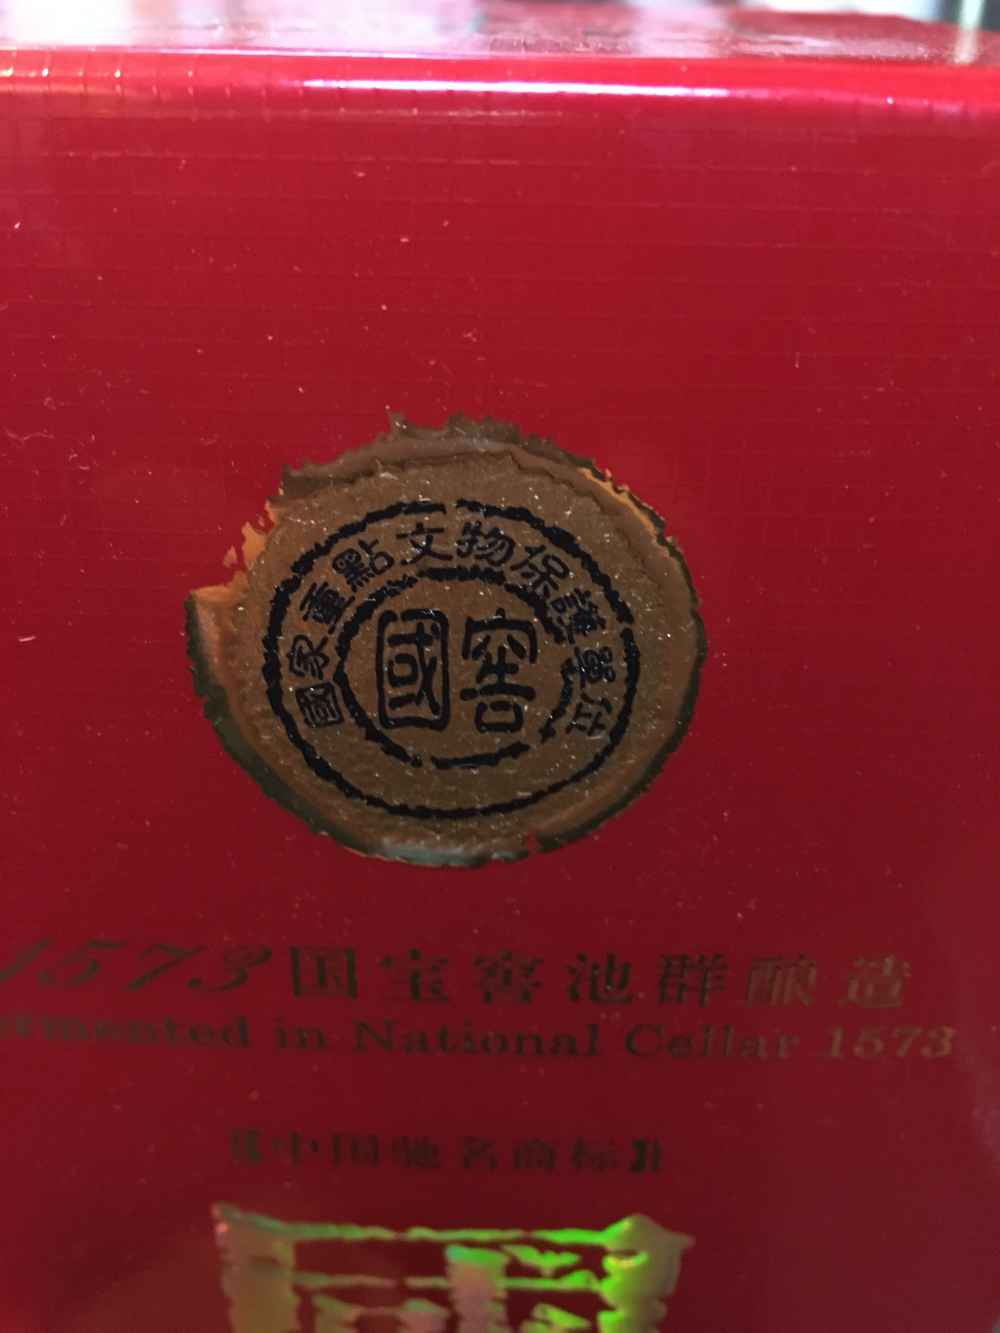 國家重點文物保護單位
國窖
1573国宝窖池群酿造
ermented in National Cellar 1573
【中国驰名商标】